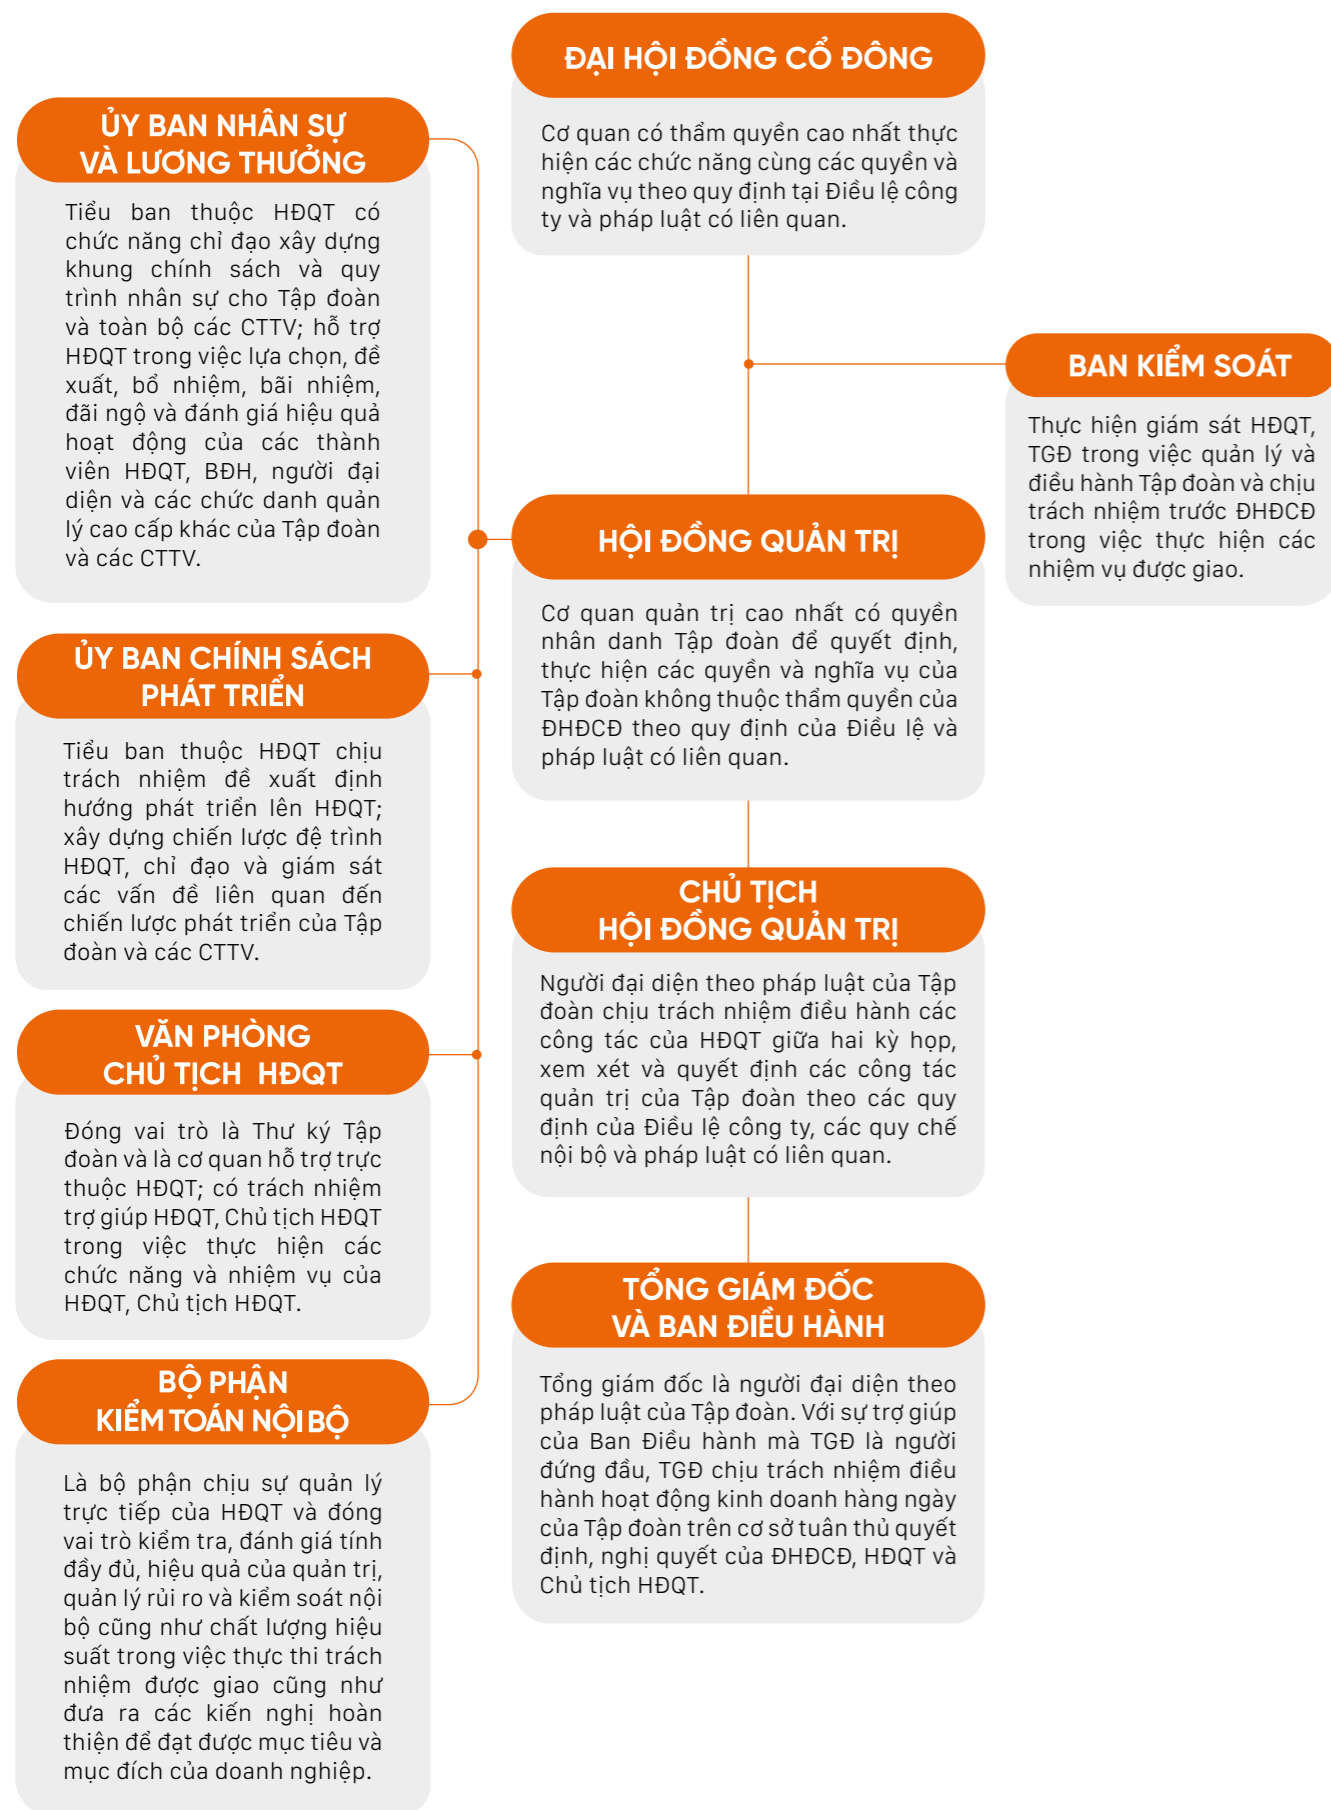 ĐẠI HỘI ĐỒNG CỔ ĐÔNG
Cơ quan có thẩm quyền cao nhất thực
hiện các chức năng cùng các quyền và
nghĩa vụ theo quy định tại Điều lệ công
ty và pháp luật có liên quan.
ỦY BAN NHÂN SỰ
VÀ LƯƠNG THƯỞNG
Tiểu ban thuộc HĐQT có
chức năng chỉ đạo xây dựng
khung chính sách và quy
trình nhân sự cho Tập đoàn
và toàn bộ các CTTV; hỗ trợ
HĐQT trong việc lựa chọn, đề
xuất, bổ nhiệm, bãi nhiệm,
đãi ngộ và đánh giá hiệu quả
hoạt động của các thành
viên HĐQT, BĐH, người đại
diện và các chức danh quản
lý cao cấp khác của Tập đoàn
và các CTTV.
BAN KIỂM SOÁT
Thực hiện giám sát HĐQT,
TGĐ trong việc quản lý và
điều hành Tập đoàn và chịu
trách nhiệm trước ĐHĐCĐ
trong việc thực hiện các
nhiệm vụ được giao.
HỘI ĐỒNG QUẢN TRỊ
Cơ quan quản trị cao nhất có quyền
nhân danh Tập đoàn để quyết định,
thực hiện các quyền và nghĩa vụ của
Tập đoàn không thuộc thẩm quyền của
ĐHĐCĐ theo quy định của Điều lệ và
pháp luật có liên quan.
ỦY BAN CHÍNH SÁCH
PHÁT TRIỂN
Tiểu ban thuộc HĐQT chịu
trách nhiệm đề xuất định
hướng phát triển lên HĐQT;
xây dựng chiến lược đệ trình
HĐQT, chỉ đạo và giám sát
các vấn đề liên quan đến
chiến lược phát triển của Tập
đoàn và các CTTV.
CHỦ TỊCH
HỘI ĐỒNG QUẢN TRỊ
Người đại diện theo pháp luật của Tập
đoàn chịu trách nhiệm điều hành các
công tác của HĐQT giữa hai kỳ họp,
xem xét và quyết định các công tác
quản trị của Tập đoàn theo các quy
định của Điều lệ công ty, các quy chế
nội bộ và pháp luật có liên quan.
VĂN PHÒNG
CHỦ TỊCH HĐQT
Đóng vai trò là Thư ký Tập
đoàn và là cơ quan hỗ trợ trực
thuộc HĐQT; có trách nhiệm
trợ giúp HĐQT, Chủ tịch HĐQT
trong việc thực hiện các
chức năng và nhiệm vụ của
HĐQT, Chủ tịch HĐQT.
TỔNG GIÁM ĐỐC
VÀ BAN ĐIỀU HÀNH
Tổng giám đốc là người đại diện theo
pháp luật của Tập đoàn. Với sự trợ giúp
của Ban Điều hành mà TGĐ là người
đứng đầu, TGĐ chịu trách nhiệm điều
hành hoạt động kinh doanh hàng ngày
của Tập đoàn trên cơ sở tuân thủ quyết
định, nghị quyết của ĐHĐCĐ, HĐQT và
Chủ tịch HĐQT.
BỘ PHẬN
KIỂM TOÁN NỘI BỘ
Là bộ phận chịu sự quản lý
trực tiếp của HĐQT và đóng
vai trò kiểm tra, đánh giá tính
đầy đủ, hiệu quả của quản trị,
quản lý rủi ro và kiểm soát nội
bộ cũng như chất lượng hiệu
suất trong việc thực thi trách
nhiệm được giao cũng như
đưa ra các kiến nghị hoàn
thiện để đạt được mục tiêu và
mục đích của doanh nghiệp.